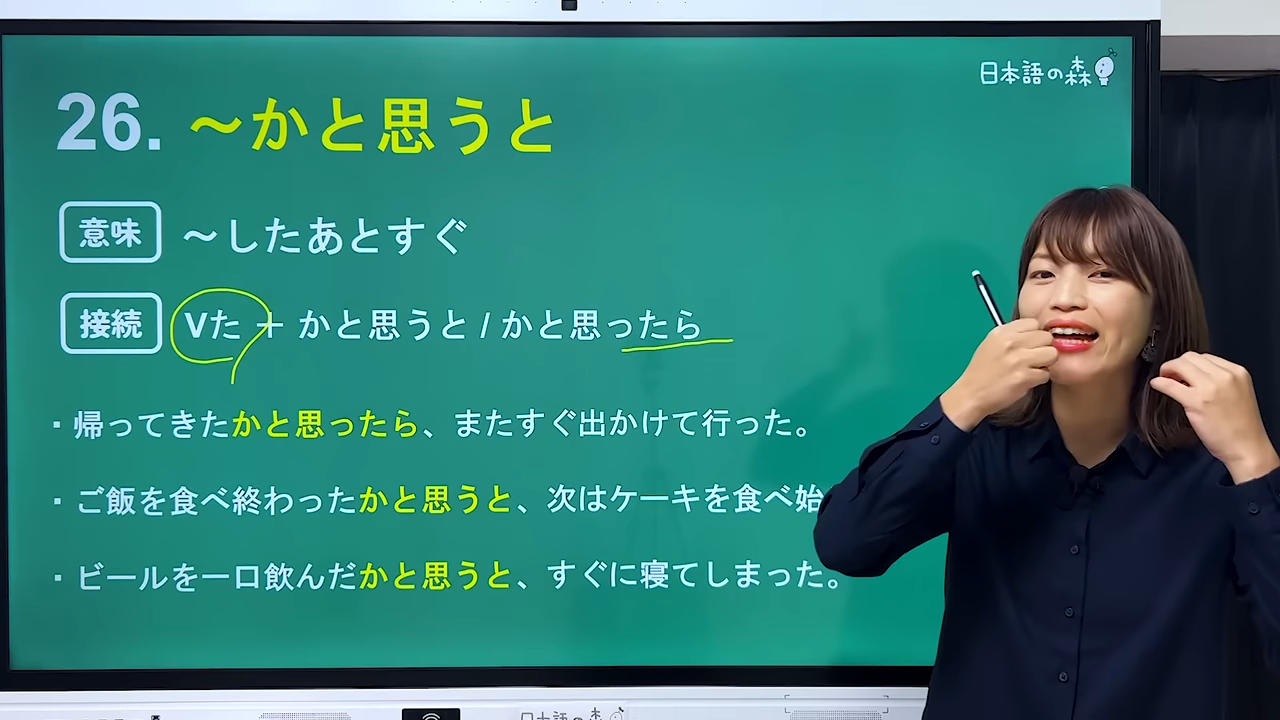 日本語の森
26. 〜かと思うと
意味 〜したあとすぐ
接続 Vた + かと思うと / かと思ったら
・帰ってきたかと思ったら、またすぐ出かけて行った。
・ご飯を食べ終わったかと思うと、次はケーキを食べ始
・ビールを一口飲んだかと思うと、すぐに寝てしまった。